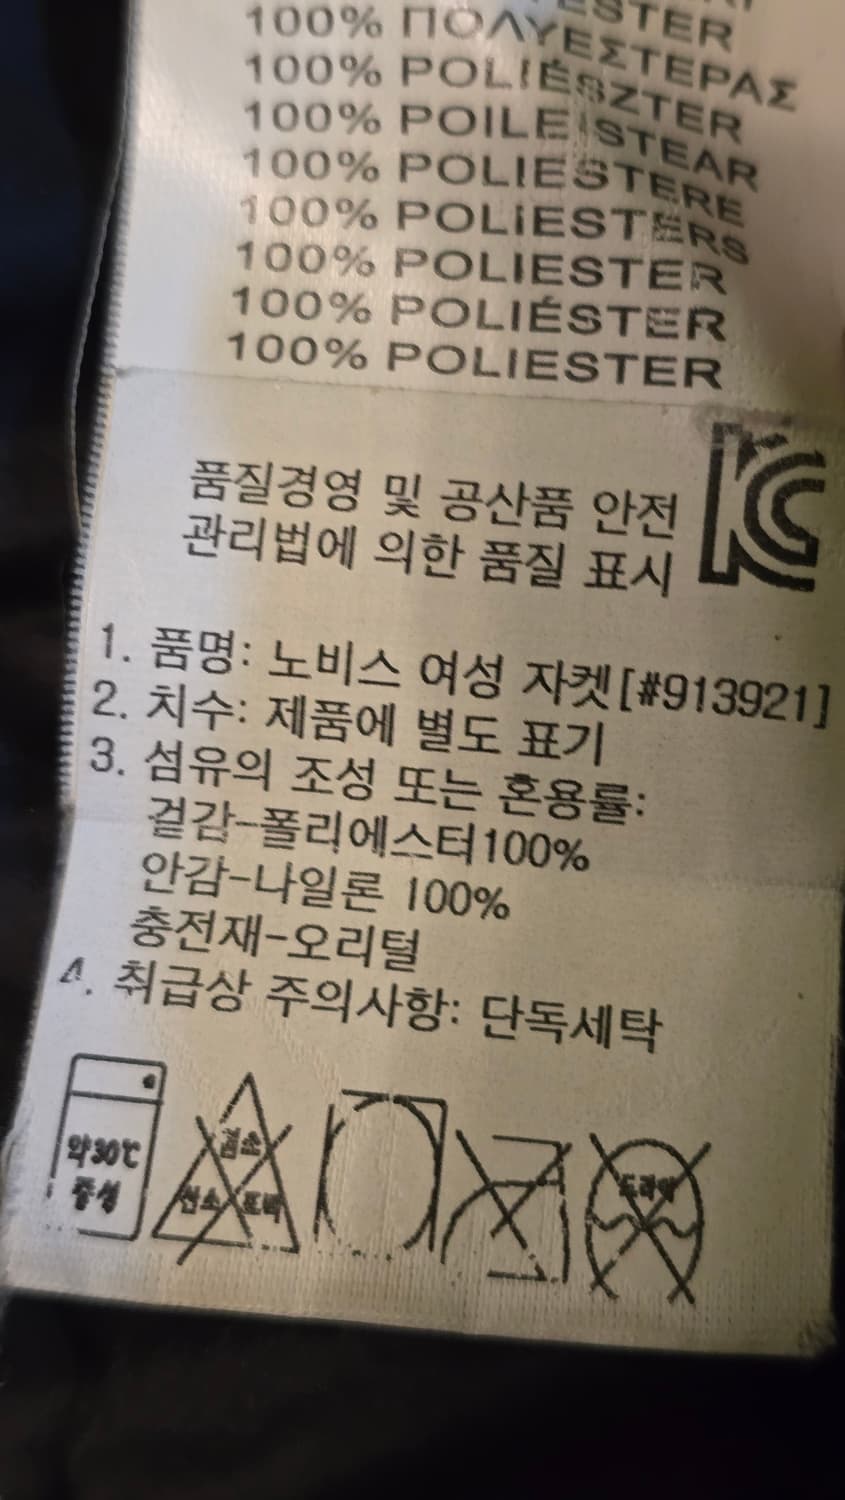 ESTER
100% ΠΟΛΥΕΣΤΕΡΑΣ
100% POLIÉSZTER
100% POILEISTEAR
100% POLIESTERE
100% POLIESTERS
100% POLIESTER
100% POLIÉSTER
100% POLIESTER
품질경영 및 공산품 안전
관리법에 의한 품질 표시
KC
1. 품명: 노비스 여성 자켓[#913921]
2. 치수: 제품에 별도 표기
3. 섬유의 조성 또는 혼용률:
겉감-폴리에스터100%
안감-나일론 100%
충전재-오리털
4. 취급상 주의사항: 단독세탁
약30℃
중성
염소
산소 표백
드라이